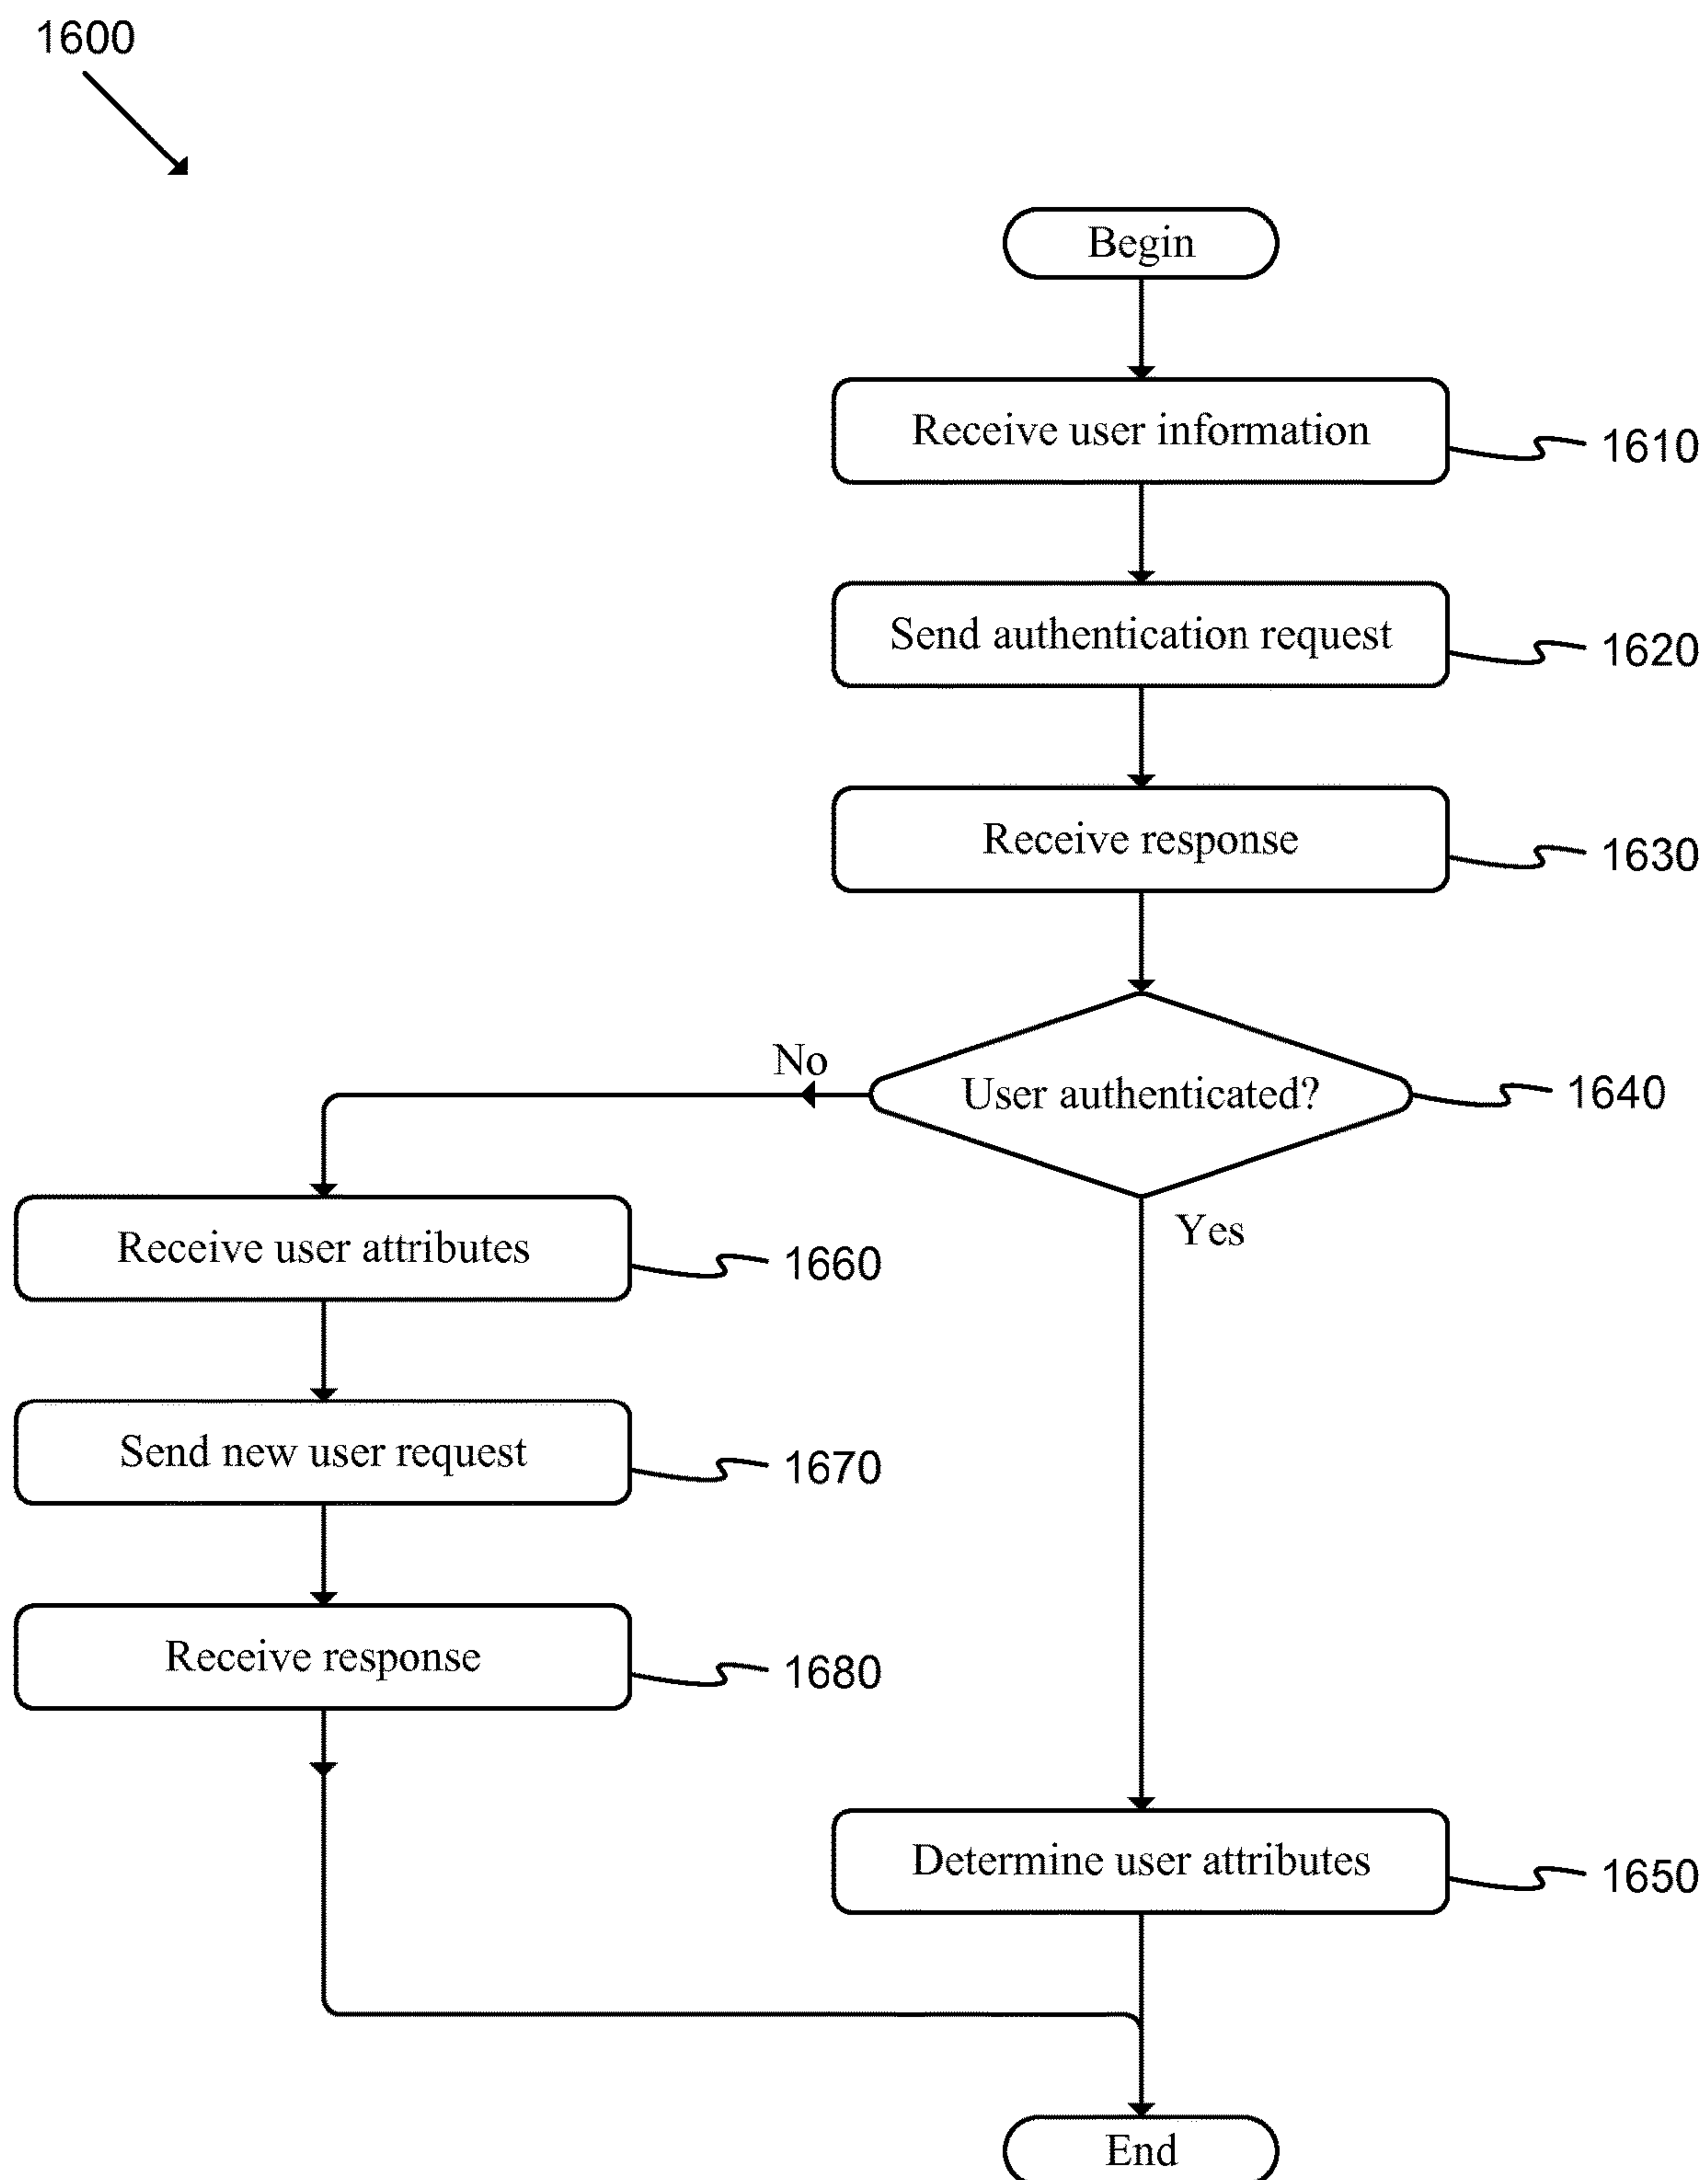 1600
Begin
Receive user information
1610
Send authentication request
1620
Receive response
1630
User authenticated?
1640
No
Yes
Receive user attributes
1660
Send new user request
1670
Receive response
1680
Determine user attributes
1650
End